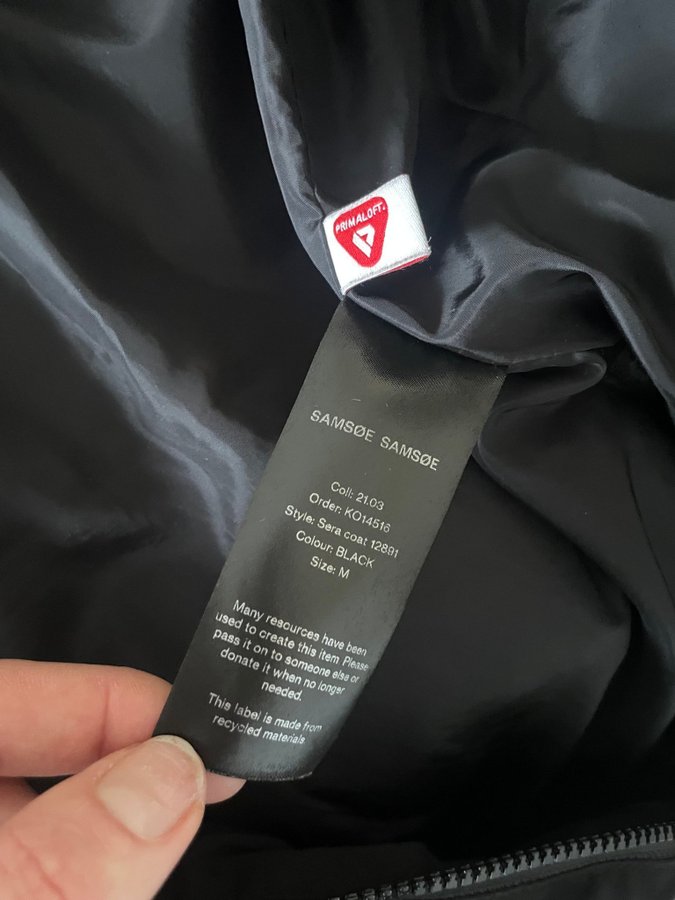 PRIMALOFT®
SAMSØE SAMSØE
Coll: 21.03
Order: KO14516
Style: Sera coat 12891
Colour: BLACK
Size: M
Many resources have been
used to create this item Please
pass it on to someone else or
donate it when no longer
needed.
This label is made from
recycled materials